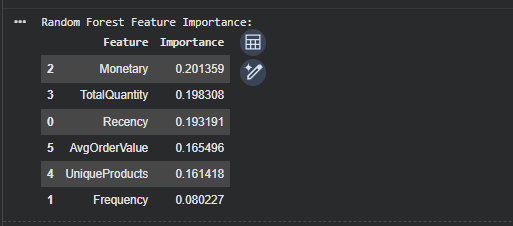 Random Forest Feature Importance:
Feature Importance
2 Monetary 0.201359
3 TotalQuantity 0.198308
0 Recency 0.193191
5 AvgOrderValue 0.165496
4 UniqueProducts 0.161418
1 Frequency 0.080227